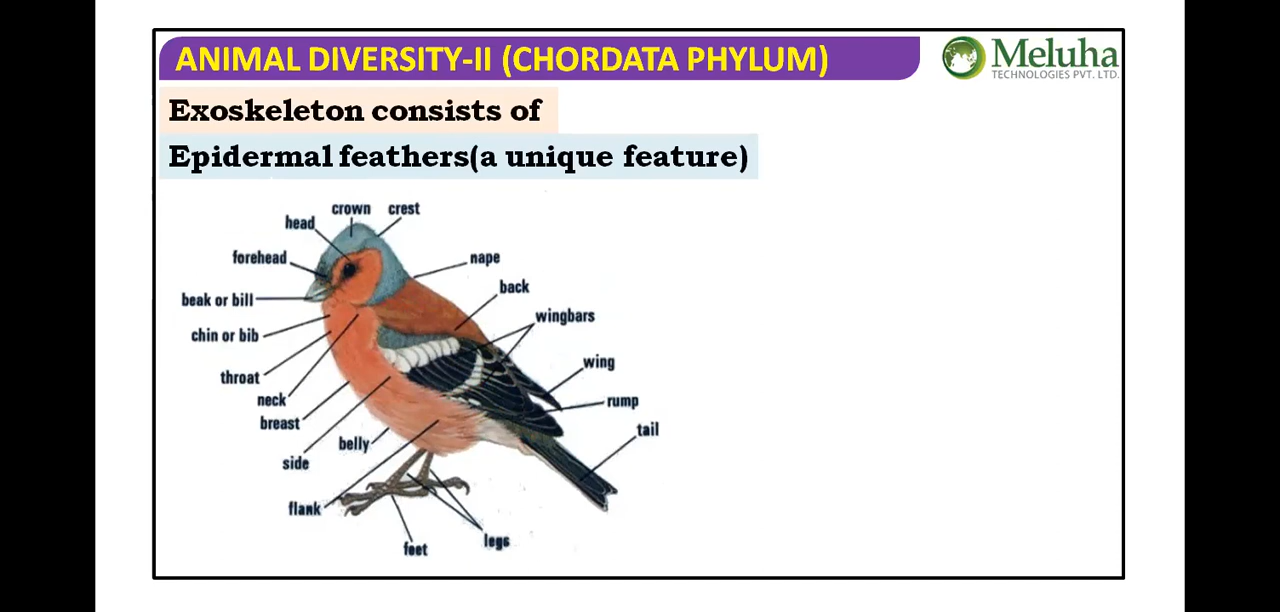 ANIMAL DIVERSITY-II (CHORDATA PHYLUM)
Meluha
TECHNOLOGIES PVT. LTD.
Exoskeleton consists of
Epidermal feathers(a unique feature)
crown
crest
head
forehead
nape
beak or bill
back
chin or bib
wingbars
throat
wing
neck
rump
breast
tail
belly
side
flank
legs
feet